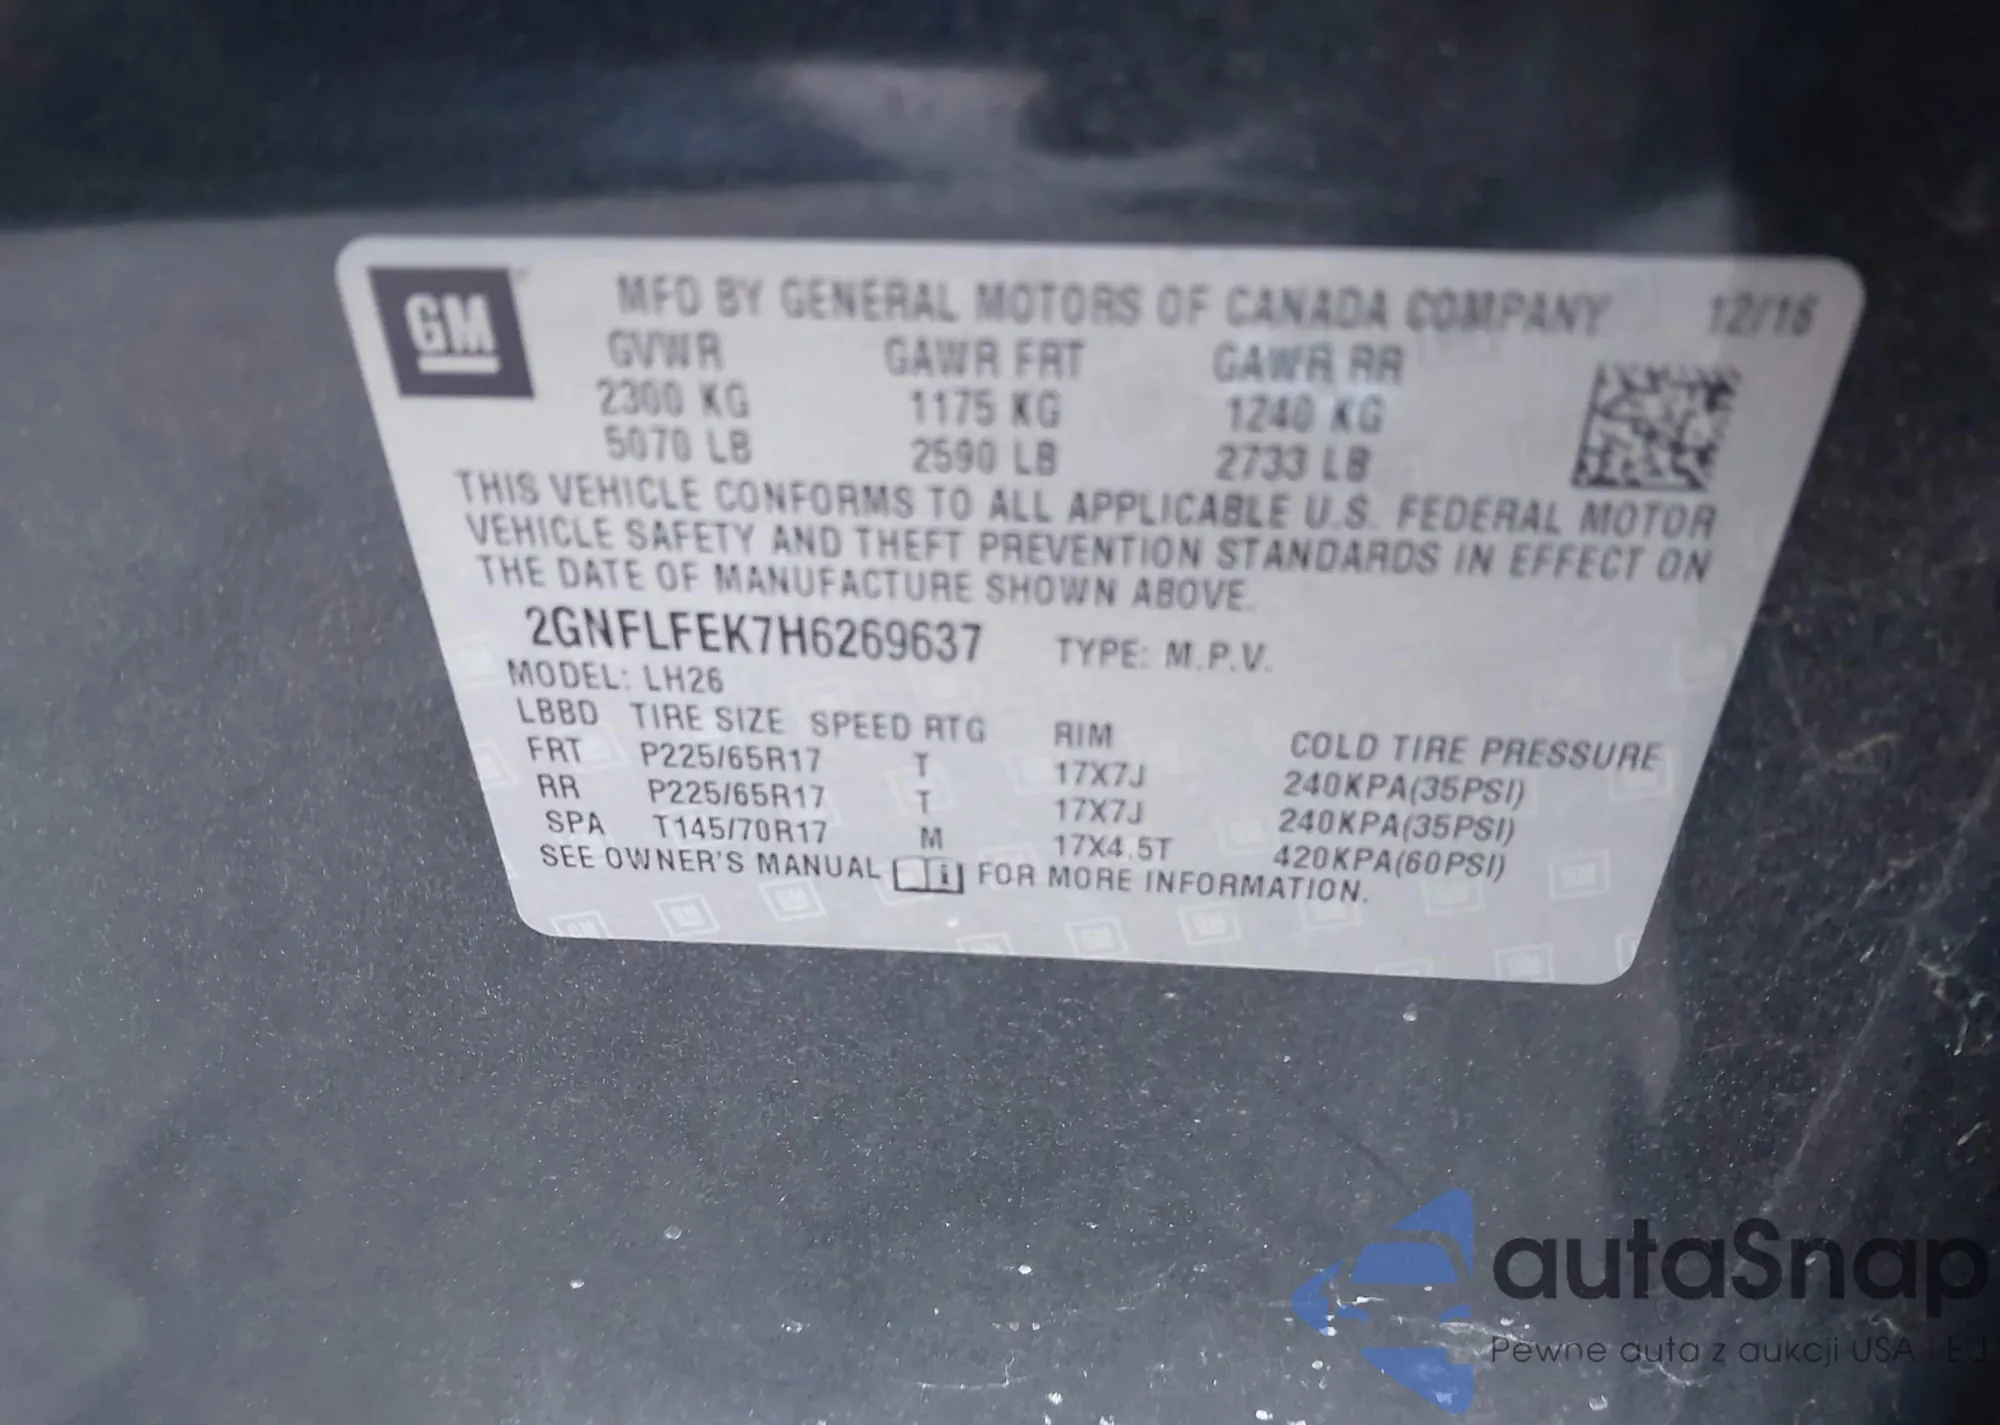 GM MFD BY GENERAL MOTORS OF CANADA COMPANY 12/16
GVWR GAWR FRT GAWR RR
2300 KG 1175 KG 1240 KG
5070 LB 2590 LB 2733 LB
THIS VEHICLE CONFORMS TO ALL APPLICABLE U.S. FEDERAL MOTOR
VEHICLE SAFETY AND THEFT PREVENTION STANDARDS IN EFFECT ON
THE DATE OF MANUFACTURE SHOWN ABOVE.
2GNFLFEK7H6269637 TYPE: M.P.V.
MODEL: LH26
LBBD TIRE SIZE SPEED RTG RIM COLD TIRE PRESSURE
FRT P225/65R17 T 17X7J 240KPA(35PSI)
RR P225/65R17 T 17X7J 240KPA(35PSI)
SPA T145/70R17 M 17X4.5T 420KPA(60PSI)
SEE OWNER'S MANUAL i FOR MORE INFORMATION.
autaSnap
Pewne auta z aukcji USA i EU